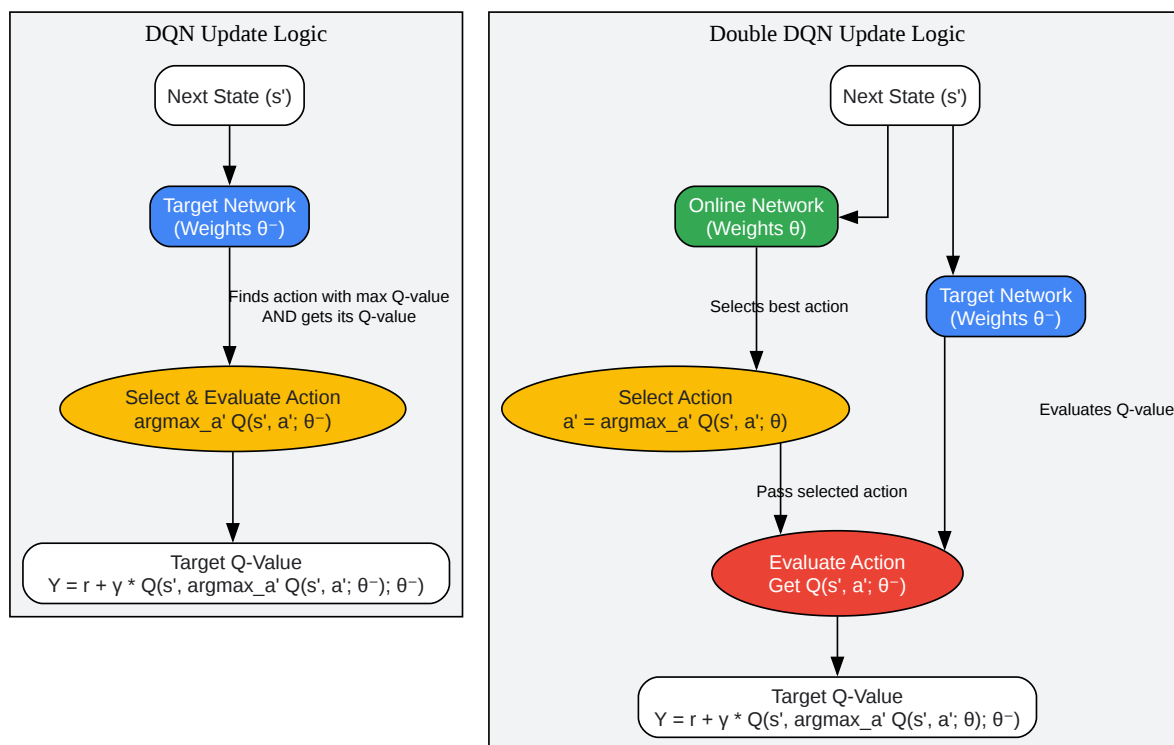 DQN Update Logic
Next State (s')
Target Network
(Weights θ⁻)
Finds action with max Q-value
AND gets its Q-value
Select & Evaluate Action
argmax_a' Q(s', a'; θ⁻)
Target Q-Value
Y = r + γ * Q(s', argmax_a' Q(s', a'; θ⁻); θ⁻)
Double DQN Update Logic
Next State (s')
Online Network
(Weights θ)
Target Network
(Weights θ⁻)
Selects best action
Select Action
a' = argmax_a' Q(s', a'; θ)
Evaluates Q-value
Pass selected action
Evaluate Action
Get Q(s', a'; θ⁻)
Target Q-Value
Y = r + γ * Q(s', argmax_a' Q(s', a'; θ); θ⁻)